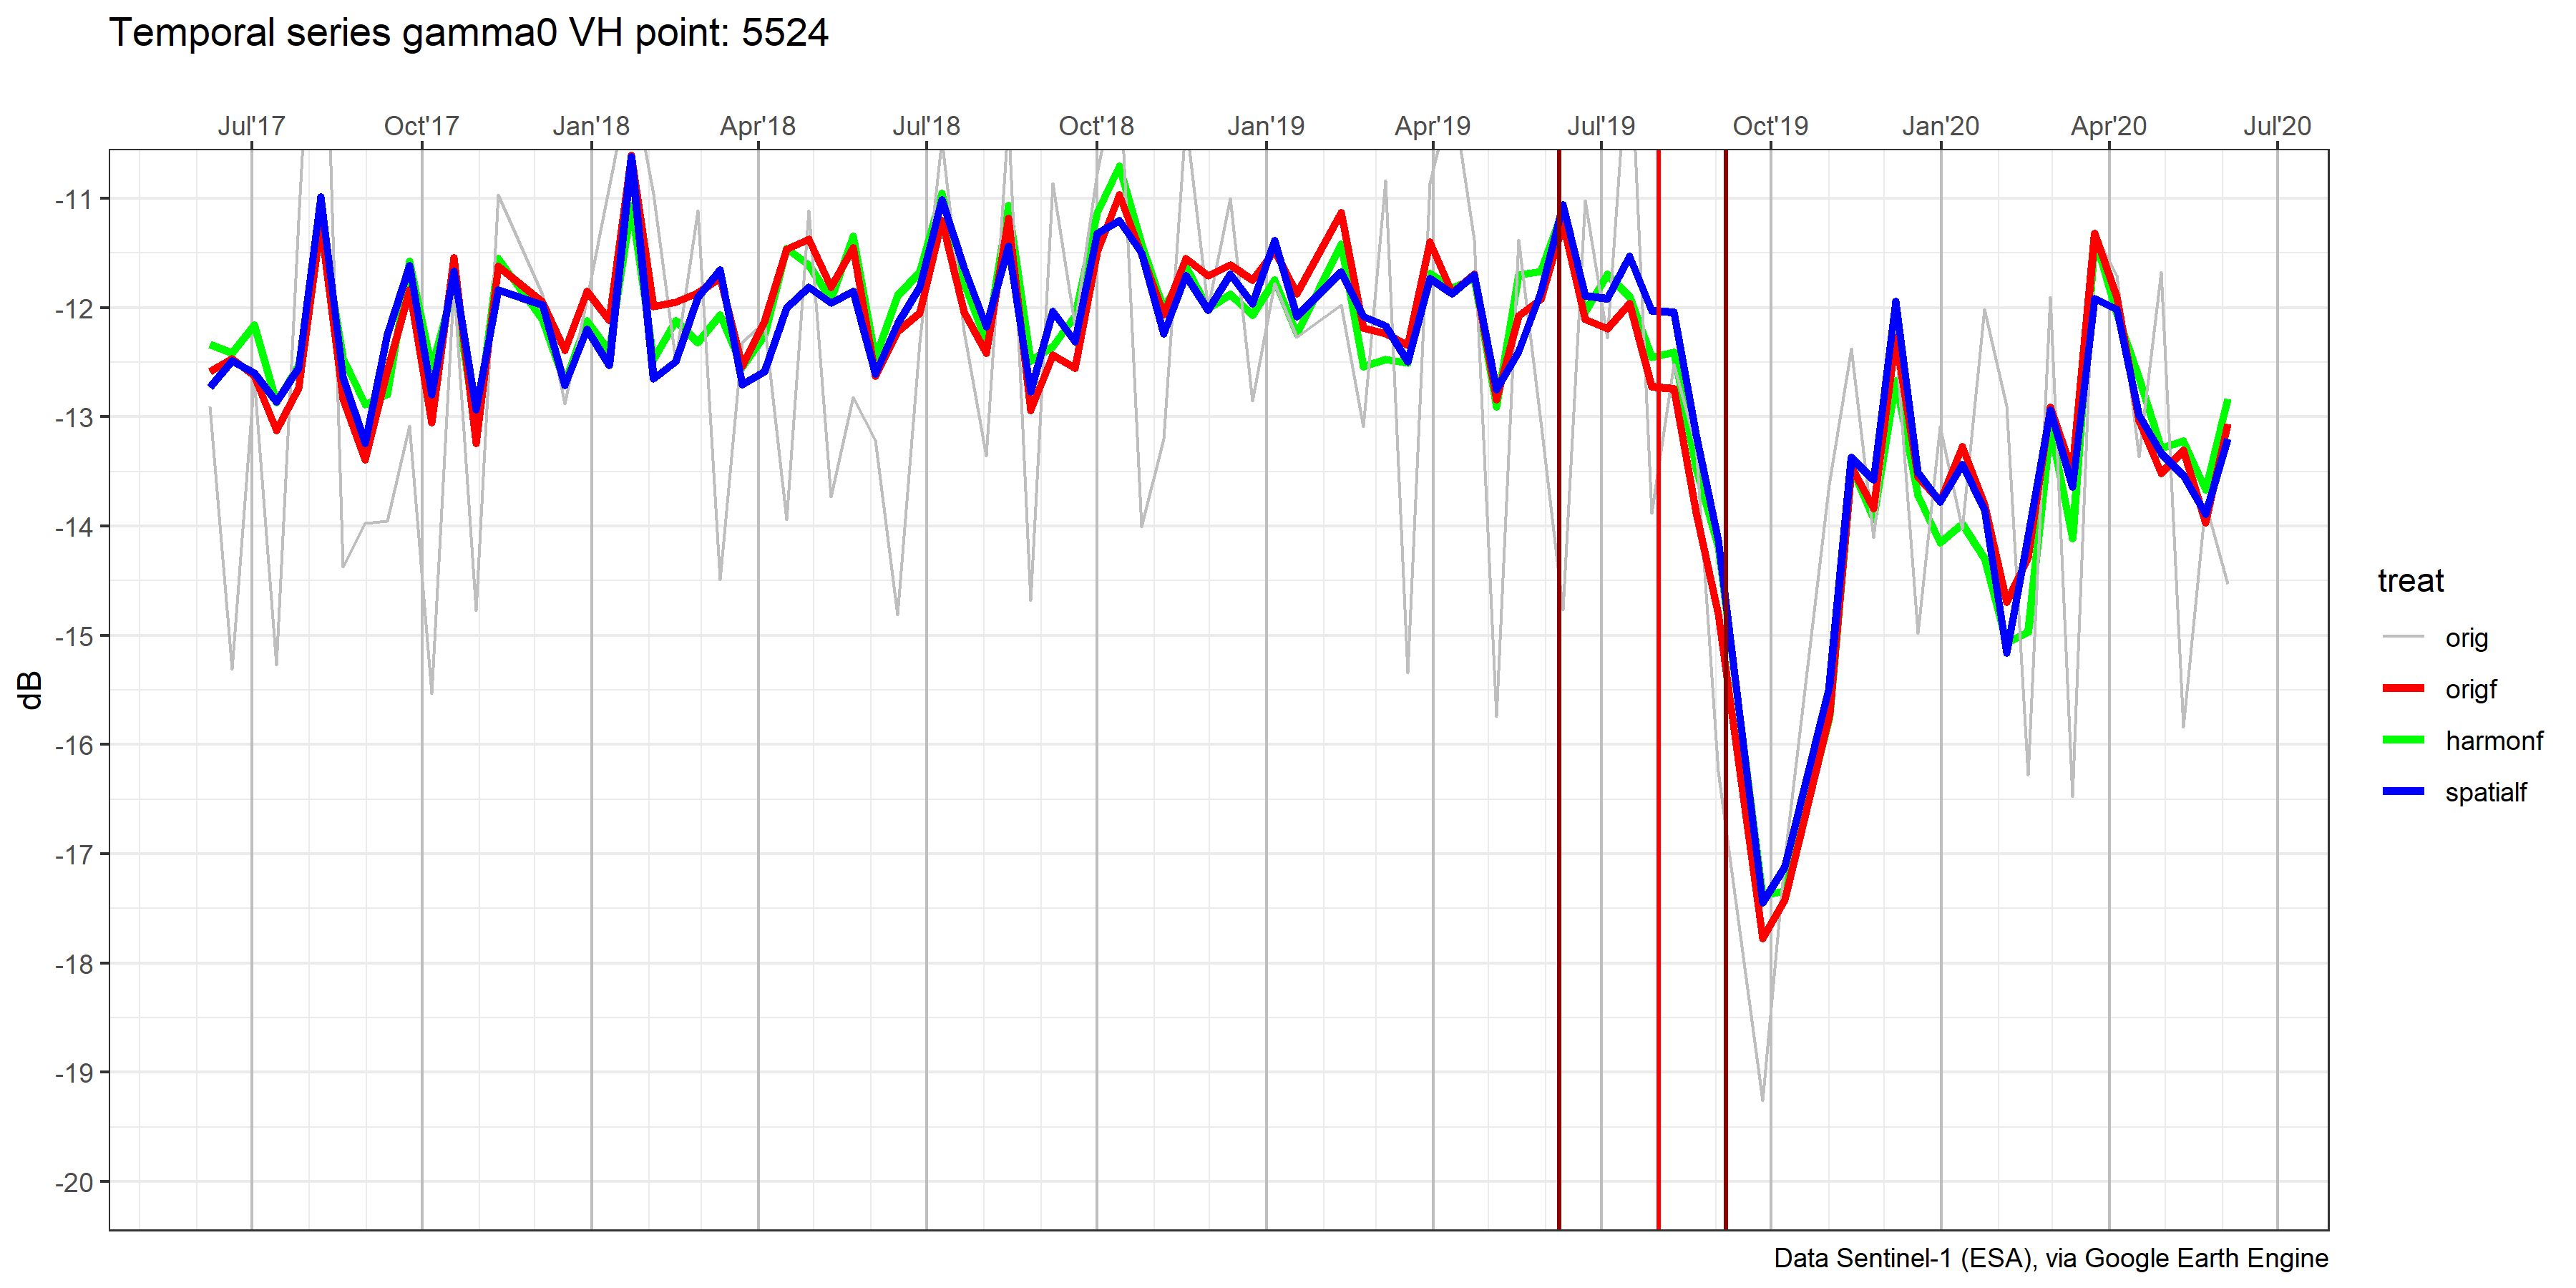 Temporal series gamma0 VH point: 5524
Jul'17 Oct'17 Jan'18 Apr'18 Jul'18 Oct'18 Jan'19 Apr'19 Jul'19 Oct'19 Jan'20 Apr'20 Jul'20
-11
-12
-13
-14
-15
-16
-17
-18
-19
-20
dB
treat
orig
origf
harmonf
spatialf
Data Sentinel-1 (ESA), via Google Earth Engine